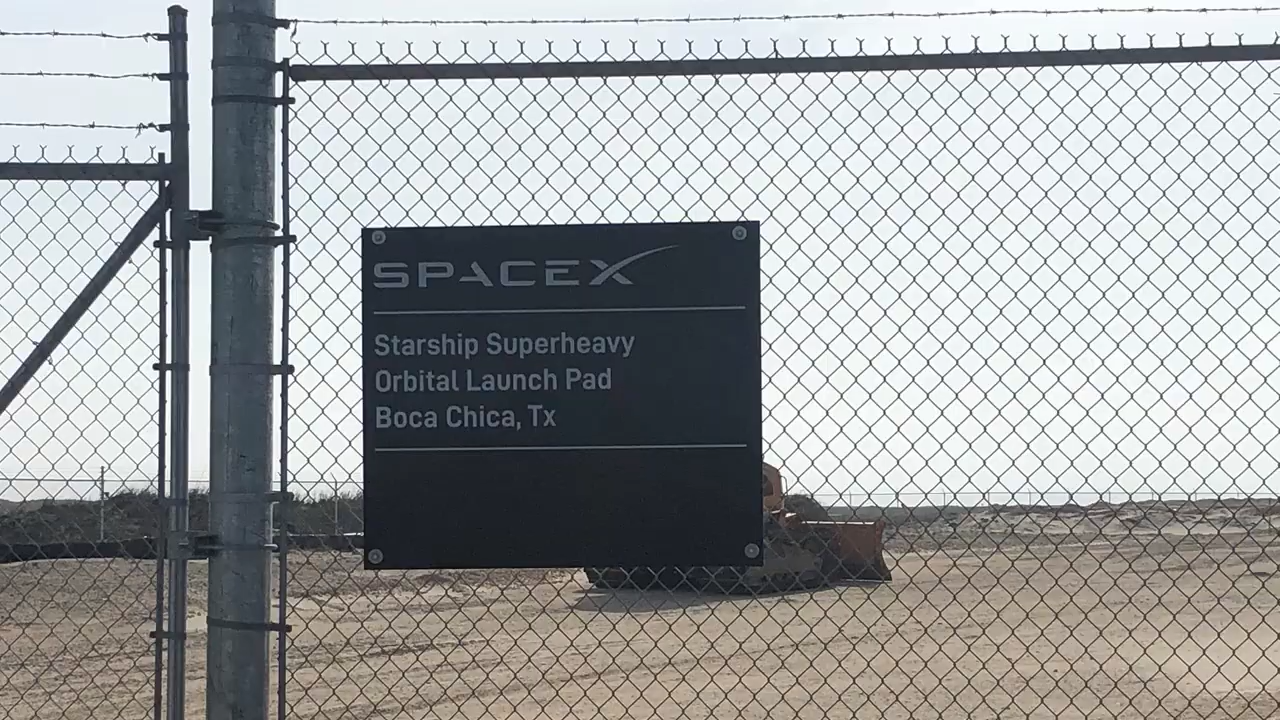 SPACEX
Starship Superheavy
Orbital Launch Pad
Boca Chica, Tx